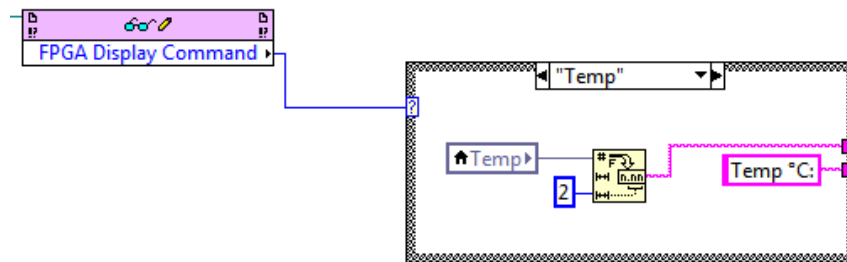 FPGA Display Command
"Temp"
?
Temp
2
Temp °C: